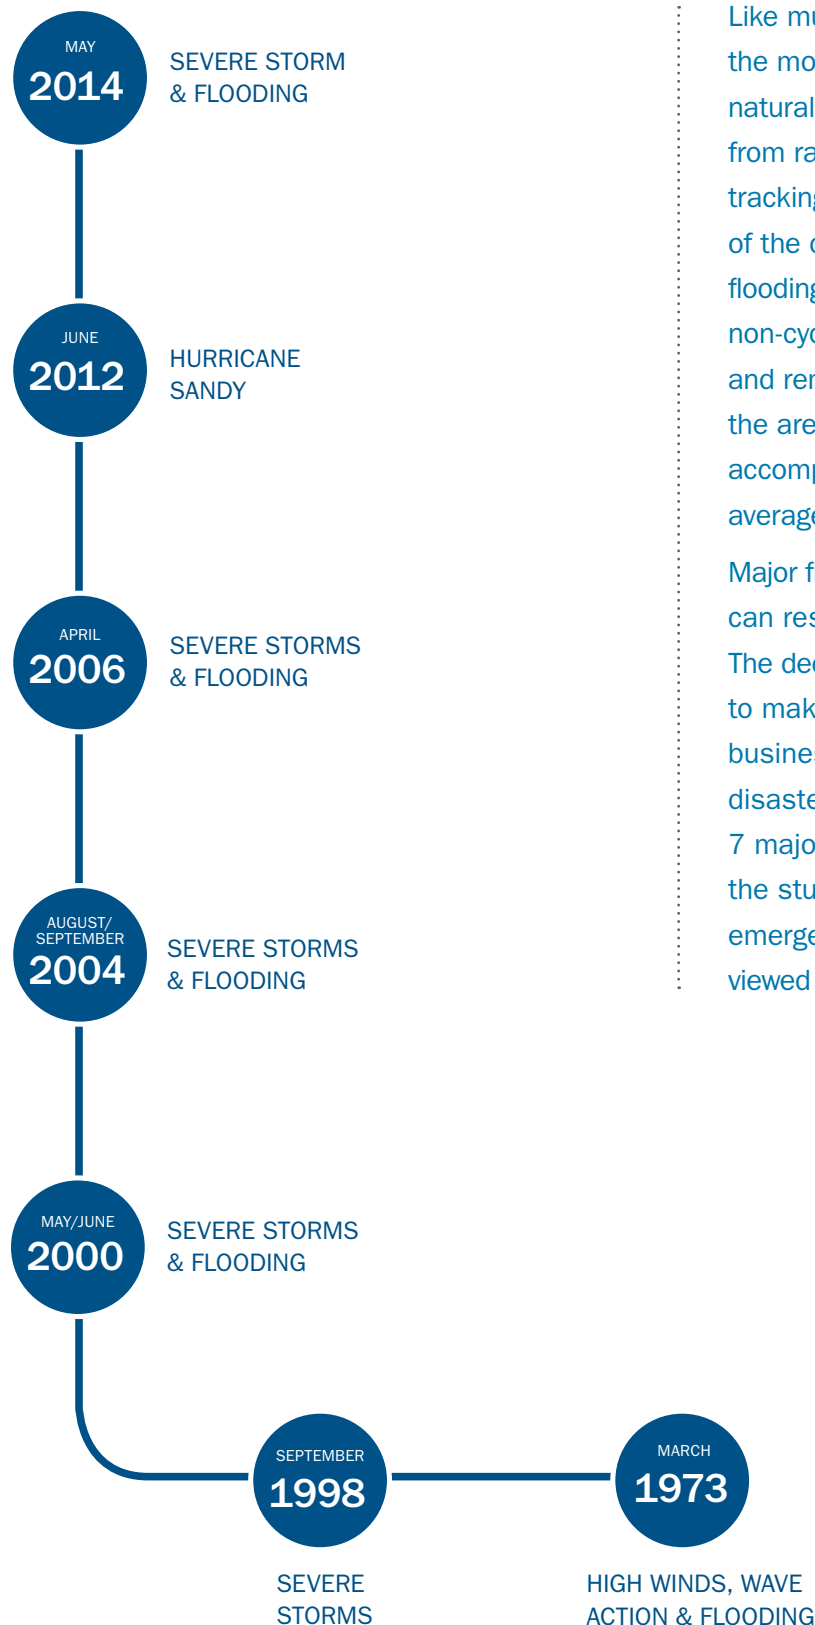 MAY
2014
SEVERE STORM
& FLOODING
JUNE
2012
HURRICANE
SANDY
APRIL
2006
SEVERE STORMS
& FLOODING
AUGUST/
SEPTEMBER
2004
SEVERE STORMS
& FLOODING
MAY/JUNE
2000
SEVERE STORMS
& FLOODING
SEPTEMBER
1998
SEVERE
STORMS
MARCH
1973
HIGH WINDS, WAVE
ACTION & FLOODING
Like
the
natural
from
of the
and
the
Major
can
The
to
7
the
viewed